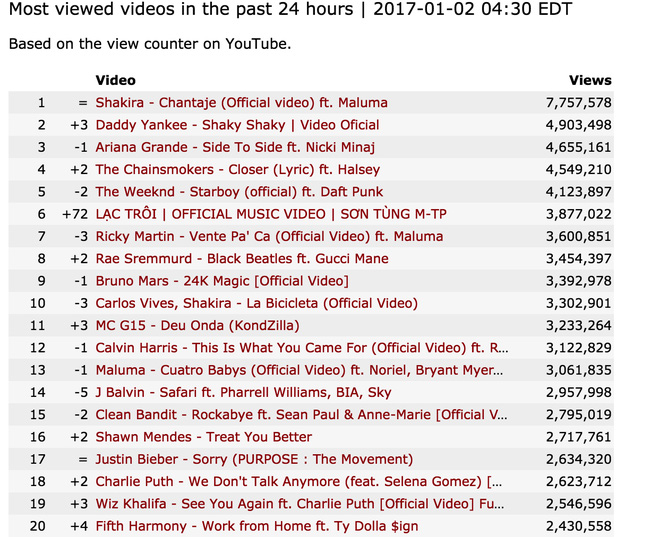 Most viewed videos in the past 24 hours | 2017-01-02 04:30 EDT
Based on the view counter on YouTube.
Video Views
1 = Shakira - Chantaje (Official video) ft. Maluma 7,757,578
2 +3 Daddy Yankee - Shaky Shaky | Video Oficial 4,903,498
3 -1 Ariana Grande - Side To Side ft. Nicki Minaj 4,655,161
4 +2 The Chainsmokers - Closer (Lyric) ft. Halsey 4,549,210
5 -2 The Weeknd - Starboy (official) ft. Daft Punk 4,123,897
6 +72 LẠC TRÔI | OFFICIAL MUSIC VIDEO | SƠN TÙNG M-TP 3,877,022
7 -3 Ricky Martin - Vente Pa' Ca (Official Video) ft. Maluma 3,600,851
8 +2 Rae Sremmurd - Black Beatles ft. Gucci Mane 3,454,397
9 -1 Bruno Mars - 24K Magic [Official Video] 3,392,978
10 -3 Carlos Vives, Shakira - La Bicicleta (Official Video) 3,302,901
11 +3 MC G15 - Deu Onda (KondZilla) 3,233,264
12 -1 Calvin Harris - This Is What You Came For (Official Video) ft. R... 3,122,829
13 -1 Maluma - Cuatro Babys (Official Video) ft. Noriel, Bryant Myer... 3,061,835
14 -5 J Balvin - Safari ft. Pharrell Williams, BIA, Sky 2,957,998
15 -2 Clean Bandit - Rockabye ft. Sean Paul & Anne-Marie [Official V... 2,795,019
16 +2 Shawn Mendes - Treat You Better 2,717,761
17 = Justin Bieber - Sorry (PURPOSE : The Movement) 2,634,320
18 +2 Charlie Puth - We Don't Talk Anymore (feat. Selena Gomez) [... 2,623,712
19 +3 Wiz Khalifa - See You Again ft. Charlie Puth [Official Video] Fu... 2,546,596
20 +4 Fifth Harmony - Work from Home ft. Ty Dolla $ign 2,430,558